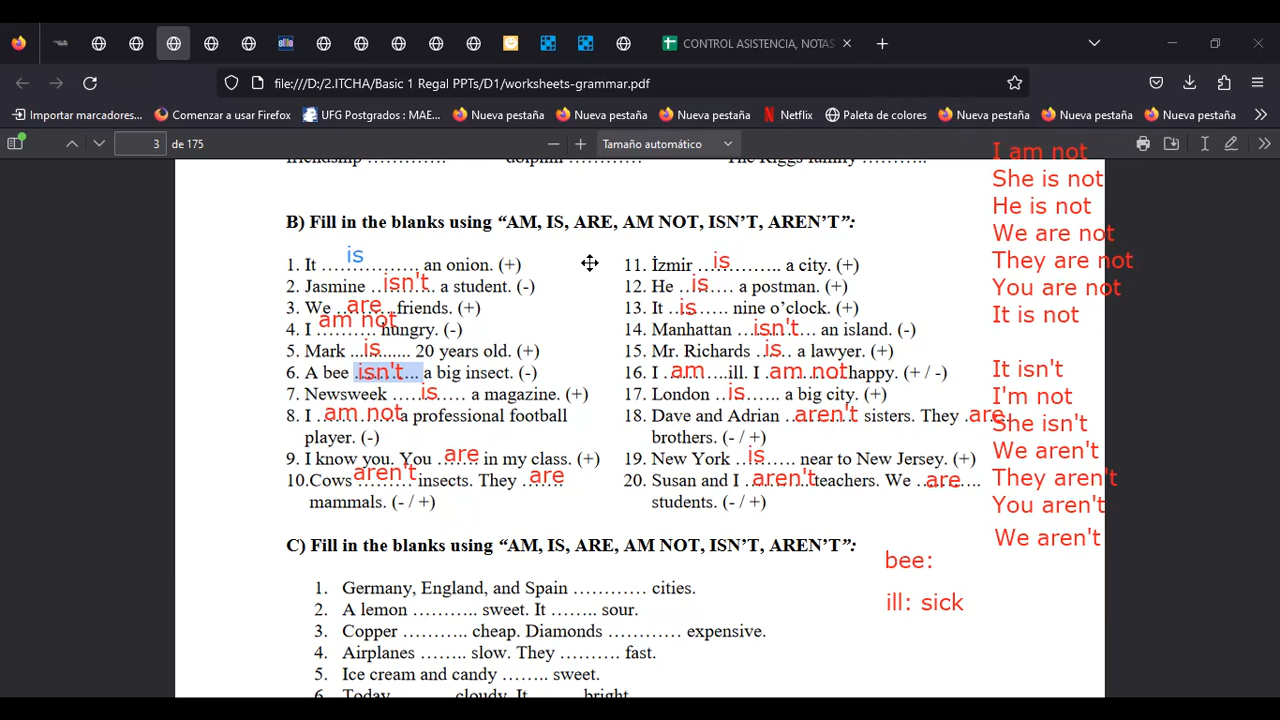 elllo
CONTROL ASISTENCIA, NOTAS
file:///D:/2.ITCHA/Basic 1 Regal PPTs/D1/worksheets-grammar.pdf
Importar marcadores... Comenzar a usar Firefox UFG Postgrados : MAE... Nueva pestaña Nueva pestaña Nueva pestaña Netflix Paleta de colores Nueva pestaña Nueva pestaña
3 de 175 Tamaño automático
friendship …………. dolphin ………… The Riggs family ……….
B) Fill in the blanks using “AM, IS, ARE, AM NOT, ISN’T, AREN’T”:
1. It ……is………. an onion. (+)
2. Jasmine …isn't…. a student. (-)
3. We …are…..friends. (+)
4. I …am not… hungry. (-)
5. Mark ....is........ 20 years old. (+)
6. A bee …isn't….. a big insect. (-)
7. Newsweek ……is…… a magazine. (+)
8. I …am not… a professional football
player. (-)
9. I know you. You ..are.... in my class. (+)
10.Cows …aren't… insects. They …are….
mammals. (- / +)
11. İzmir …is……….. a city. (+)
12. He …is…… a postman. (+)
13. It …is……. nine o’clock. (+)
14. Manhattan …isn't…. an island. (-)
15. Mr. Richards …is….. a lawyer. (+)
16. I …am…….ill. I …am not…happy. (+ / -)
17. London …is……. a big city. (+)
18. Dave and Adrian …aren't… sisters. They …are…
brothers. (- / +)
19. New York …is….. near to New Jersey. (+)
20. Susan and I …aren't…teachers. We …are….
students. (- / +)
C) Fill in the blanks using “AM, IS, ARE, AM NOT, ISN’T, AREN’T”:
1. Germany, England, and Spain ………… cities.
2. A lemon ……….. sweet. It …….. sour.
3. Copper ……….. cheap. Diamonds ………… expensive.
4. Airplanes …….. slow. They ………. fast.
5. Ice cream and candy …….. sweet.
6. Today ……… cloudy. It ……… bright.
I am not
She is not
He is not
We are not
They are not
You are not
It is not
It isn't
I'm not
She isn't
We aren't
They aren't
You aren't
We aren't
bee:
ill: sick